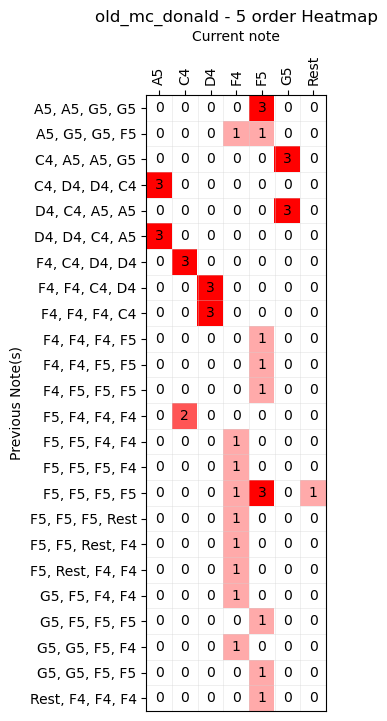 old_mc_donald - 5 order Heatmap
Current note
A5 C4 D4 F4 F5 G5 Rest
Previous Note(s)
A5, A5, G5, G5 0 0 0 0 3 0 0
A5, G5, G5, F5 0 0 0 1 1 0 0
C4, A5, A5, G5 0 0 0 0 0 3 0
C4, D4, D4, C4 3 0 0 0 0 0 0
D4, C4, A5, A5 0 0 0 0 0 3 0
D4, D4, C4, A5 3 0 0 0 0 0 0
F4, C4, D4, D4 0 3 0 0 0 0 0
F4, F4, C4, D4 0 0 3 0 0 0 0
F4, F4, F4, C4 0 0 3 0 0 0 0
F4, F4, F4, F5 0 0 0 0 1 0 0
F4, F4, F5, F5 0 0 0 0 1 0 0
F4, F5, F5, F5 0 0 0 0 1 0 0
F5, F4, F4, F4 0 2 0 0 0 0 0
F5, F5, F4, F4 0 0 0 1 0 0 0
F5, F5, F5, F4 0 0 0 1 0 0 0
F5, F5, F5, F5 0 0 0 1 3 0 1
F5, F5, F5, Rest 0 0 0 1 0 0 0
F5, F5, Rest, F4 0 0 0 1 0 0 0
F5, Rest, F4, F4 0 0 0 1 0 0 0
G5, F5, F4, F4 0 0 0 1 0 0 0
G5, F5, F5, F5 0 0 0 0 1 0 0
G5, G5, F5, F4 0 0 0 1 0 0 0
G5, G5, F5, F5 0 0 0 0 1 0 0
Rest, F4, F4, F4 0 0 0 0 1 0 0